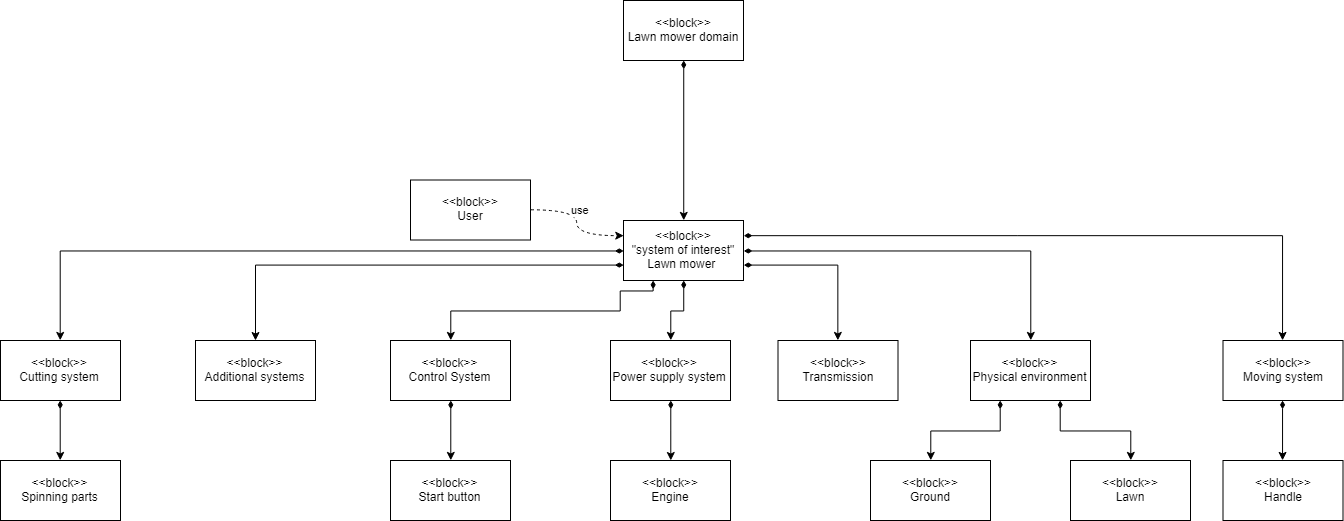 <<block>>
Lawn mower domain
<<block>>
User
use
<<block>>
"system of interest"
Lawn mower
<<block>>
Cutting system
<<block>>
Additional systems
<<block>>
Control System
<<block>>
Power supply system
<<block>>
Transmission
<<block>>
Physical environment
<<block>>
Moving system
<<block>>
Spinning parts
<<block>>
Start button
<<block>>
Engine
<<block>>
Ground
<<block>>
Lawn
<<block>>
Handle